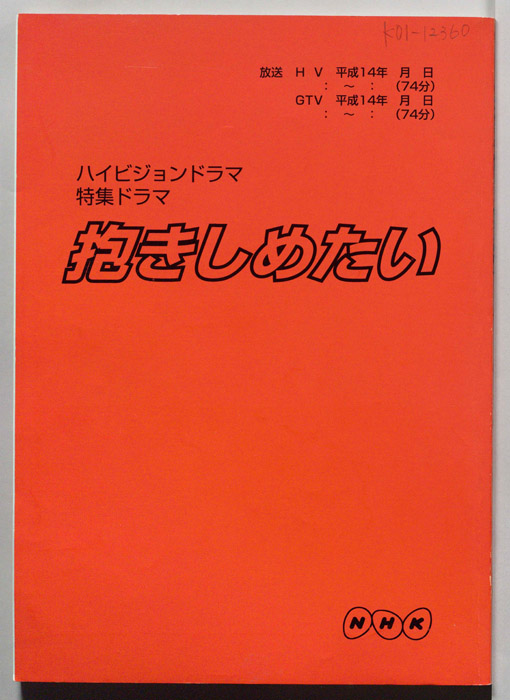 K01-12360
放送 H V 平成14年 月 日
: ～ : (74分)
GTV 平成14年 月 日
: ～ : (74分)
ハイビジョンドラマ
特集ドラマ
抱きしめたい
NHK